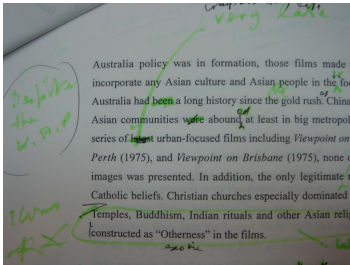 very late
Australia policy was in formation, those films made
incorporate any Asian culture and Asian people in the fo
Australia had been a long history since the gold rush. China
Asian communities were abound at least in big metropol
series of urban-focused films including Viewpoint on
Perth (1975), and Viewpoint on Brisbane (1975), none o
images was presented. In addition, the only legitimate r
Catholic beliefs. Christian churches especially dominated
Temples, Buddhism, Indian rituals and other Asian relig
constructed as “Otherness” in the films.
exotic
Despite
the
W.A.P